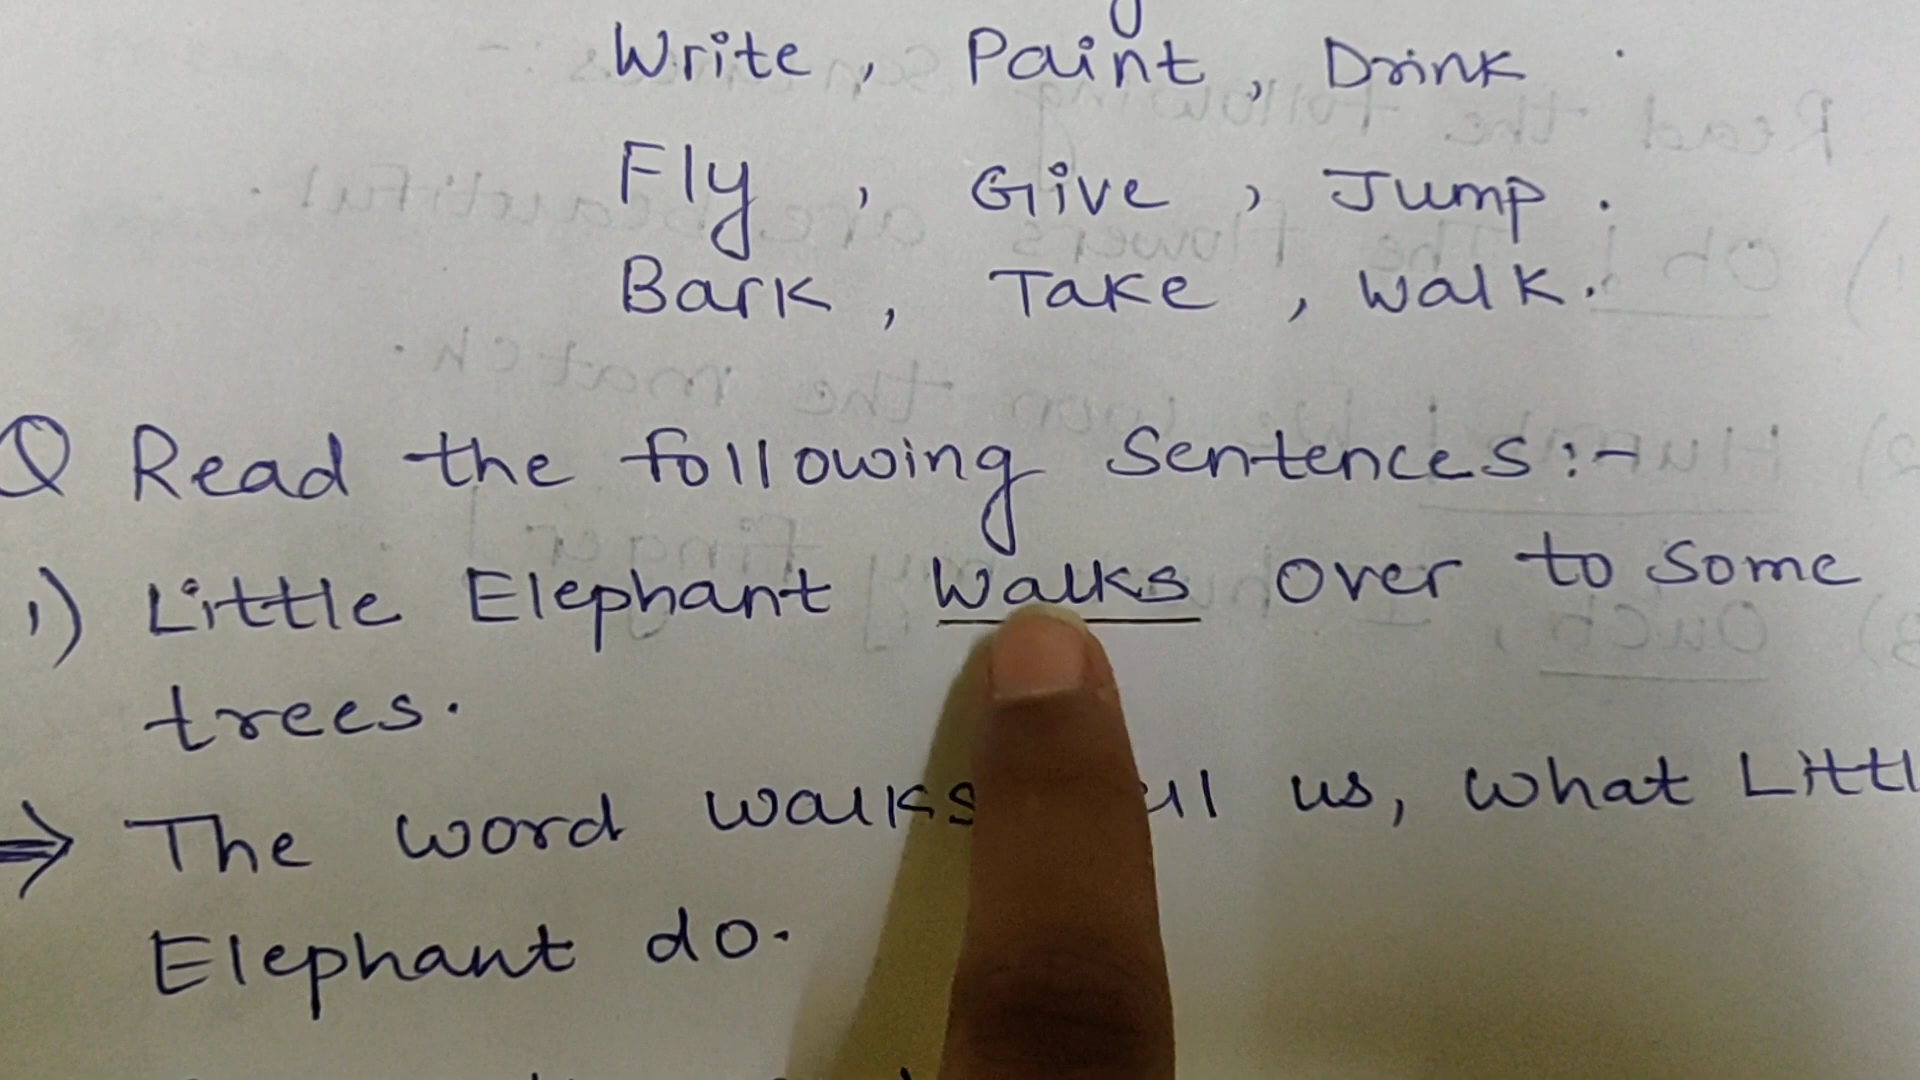 Write, Paint, Drink
Fly, Give, Jump.
Bark, Take, Walk.
Q Read the following Sentences:-
1) Little Elephant Walks over to some
trees.
⇒ The word walks us, what Littl
Elephant do.